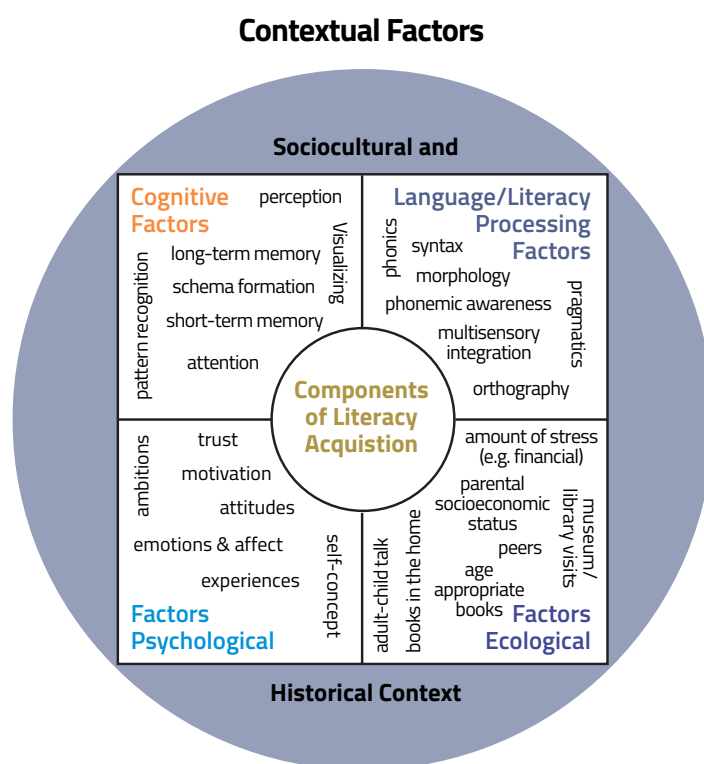 Contextual Factors
Sociocultural and
Cognitive
Factors
perception
Visualizing
long-term memory
schema formation
short-term memory
pattern recognition
attention
Language/Literacy
Processing
Factors
phonics
syntax
morphology
phonemic awareness
pragmatics
multisensory
integration
orthography
Components
of Literacy
Acquistion
ambitions
trust
motivation
attitudes
emotions & affect
experiences
self-concept
Factors
Psychological
amount of stress
(e.g. financial)
parental
socioeconomic
status
museum/
library visits
peers
age
appropriate
books
adult-child talk
books in the home
Factors
Ecological
Historical Context